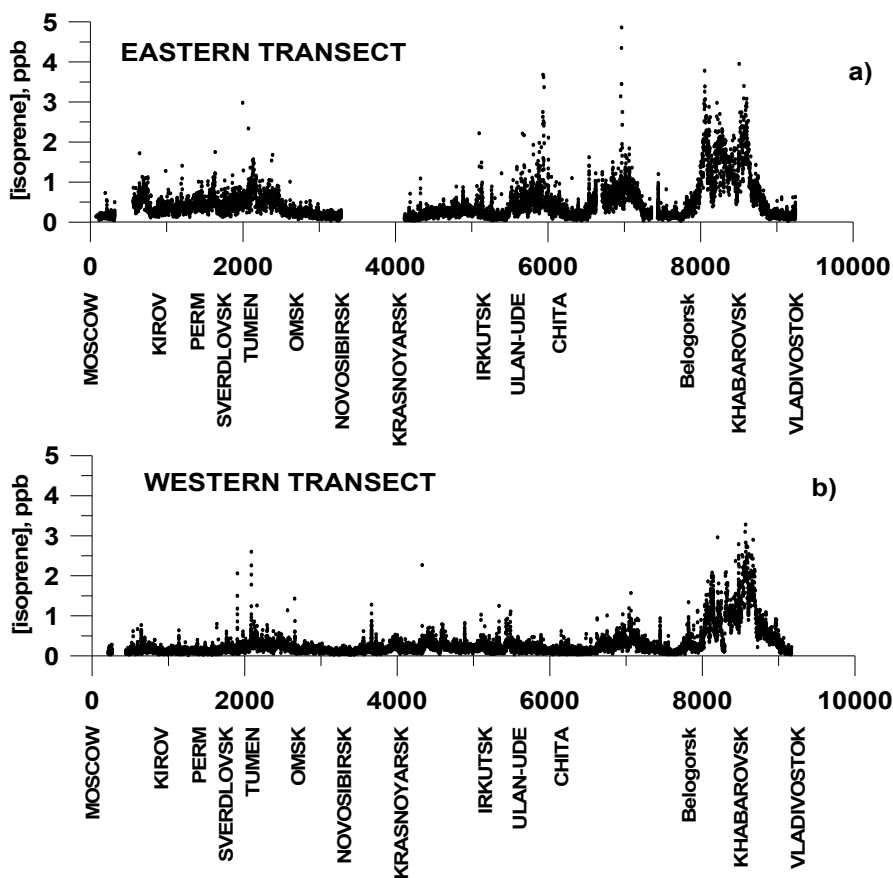 5
EASTERN TRANSECT
a)
4
3
2
1
0
[isoprene], ppb
0 2000 4000 6000 8000 10000
MOSCOW
KIROV
PERM
SVERDLOVSK
TUMEN
OMSK
NOVOSIBIRSK
KRASNOYARSK
IRKUTSK
ULAN-UDE
CHITA
Belogorsk
KHABAROVSK
VLADIVOSTOK
5
WESTERN TRANSECT
b)
4
3
2
1
0
[isoprene], ppb
0 2000 4000 6000 8000 10000
MOSCOW
KIROV
PERM
SVERDLOVSK
TUMEN
OMSK
NOVOSIBIRSK
KRASNOYARSK
IRKUTSK
ULAN-UDE
CHITA
Belogorsk
KHABAROVSK
VLADIVOSTOK